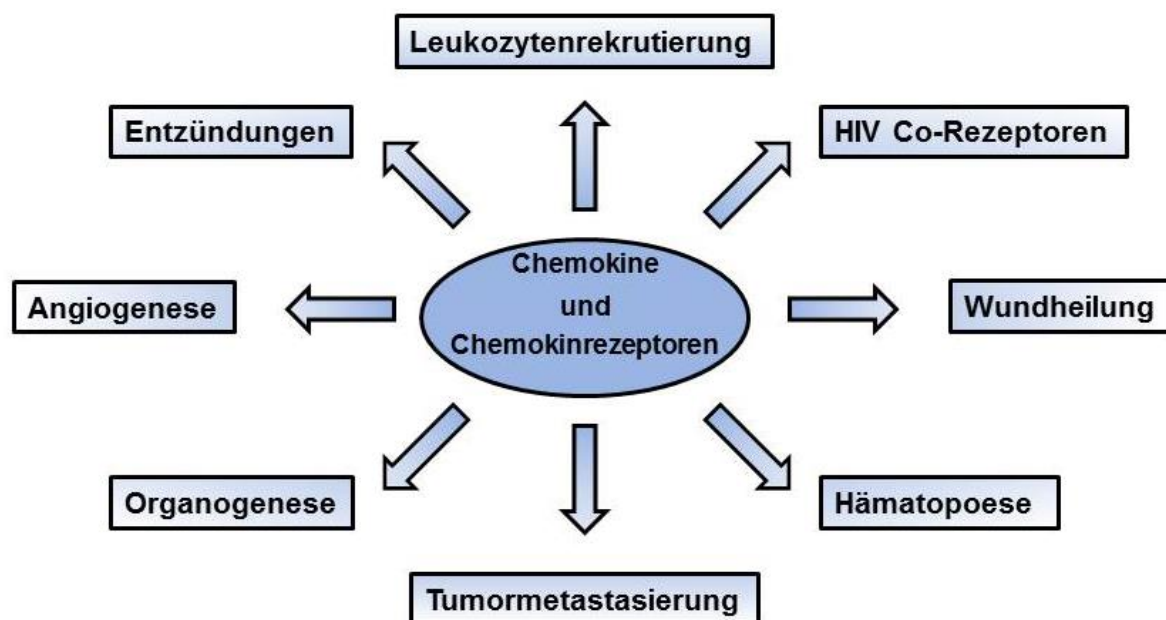 Leukozytenrekrutierung
Entzündungen
HIV Co-Rezeptoren
Chemokine
und
Chemokinrezeptoren
Angiogenese
Wundheilung
Organogenese
Hämatopoese
Tumormetastasierung